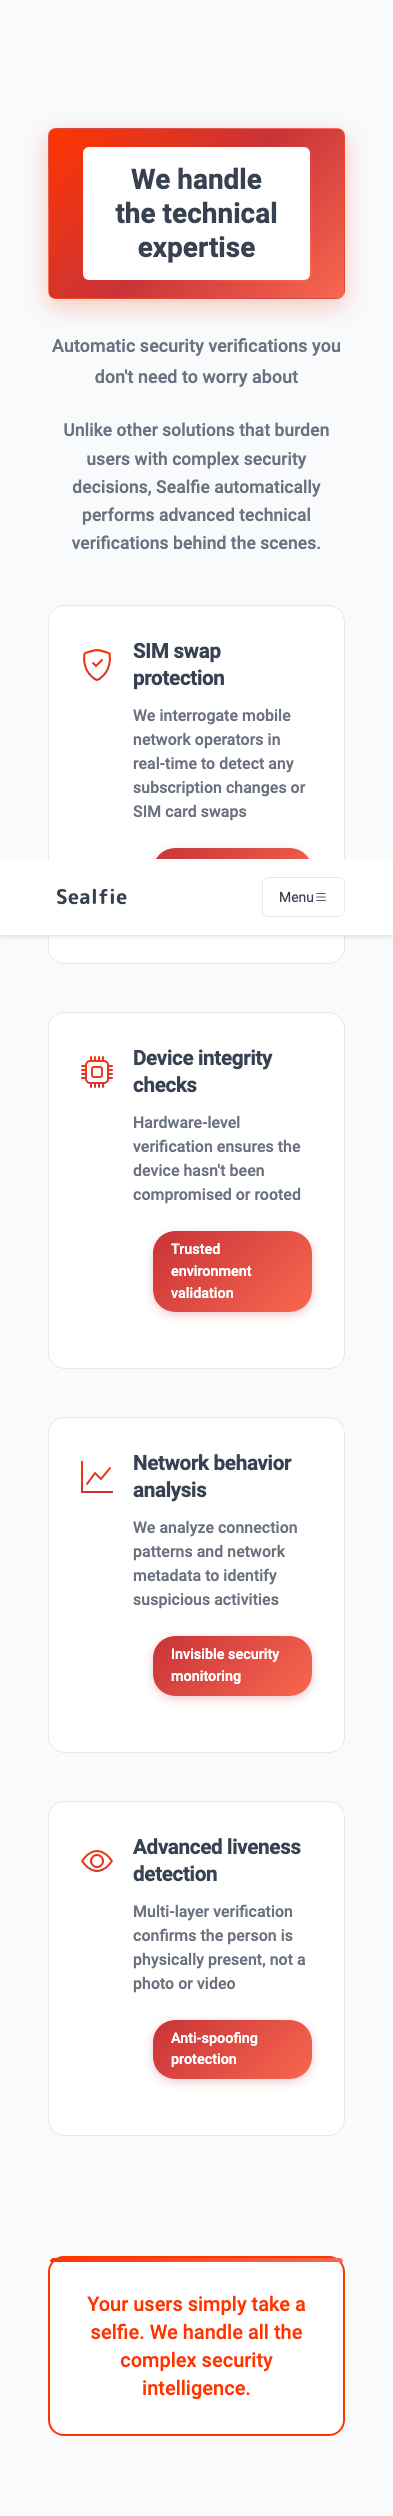 We handle
the technical
expertise
Automatic security verifications you
don't need to worry about
Unlike other solutions that burden
users with complex security
decisions, Sealfie automatically
performs advanced technical
verifications behind the scenes.
SIM swap
protection
We interrogate mobile
network operators in
real-time to detect any
subscription changes or
SIM card swaps
Sealfie
Menu
Device integrity
checks
Hardware-level
verification ensures the
device hasn't been
compromised or rooted
Trusted
environment
validation
Network behavior
analysis
We analyze connection
patterns and network
metadata to identify
suspicious activities
Invisible security
monitoring
Advanced liveness
detection
Multi-layer verification
confirms the person is
physically present, not a
photo or video
Anti-spoofing
protection
Your users simply take a
selfie. We handle all the
complex security
intelligence.